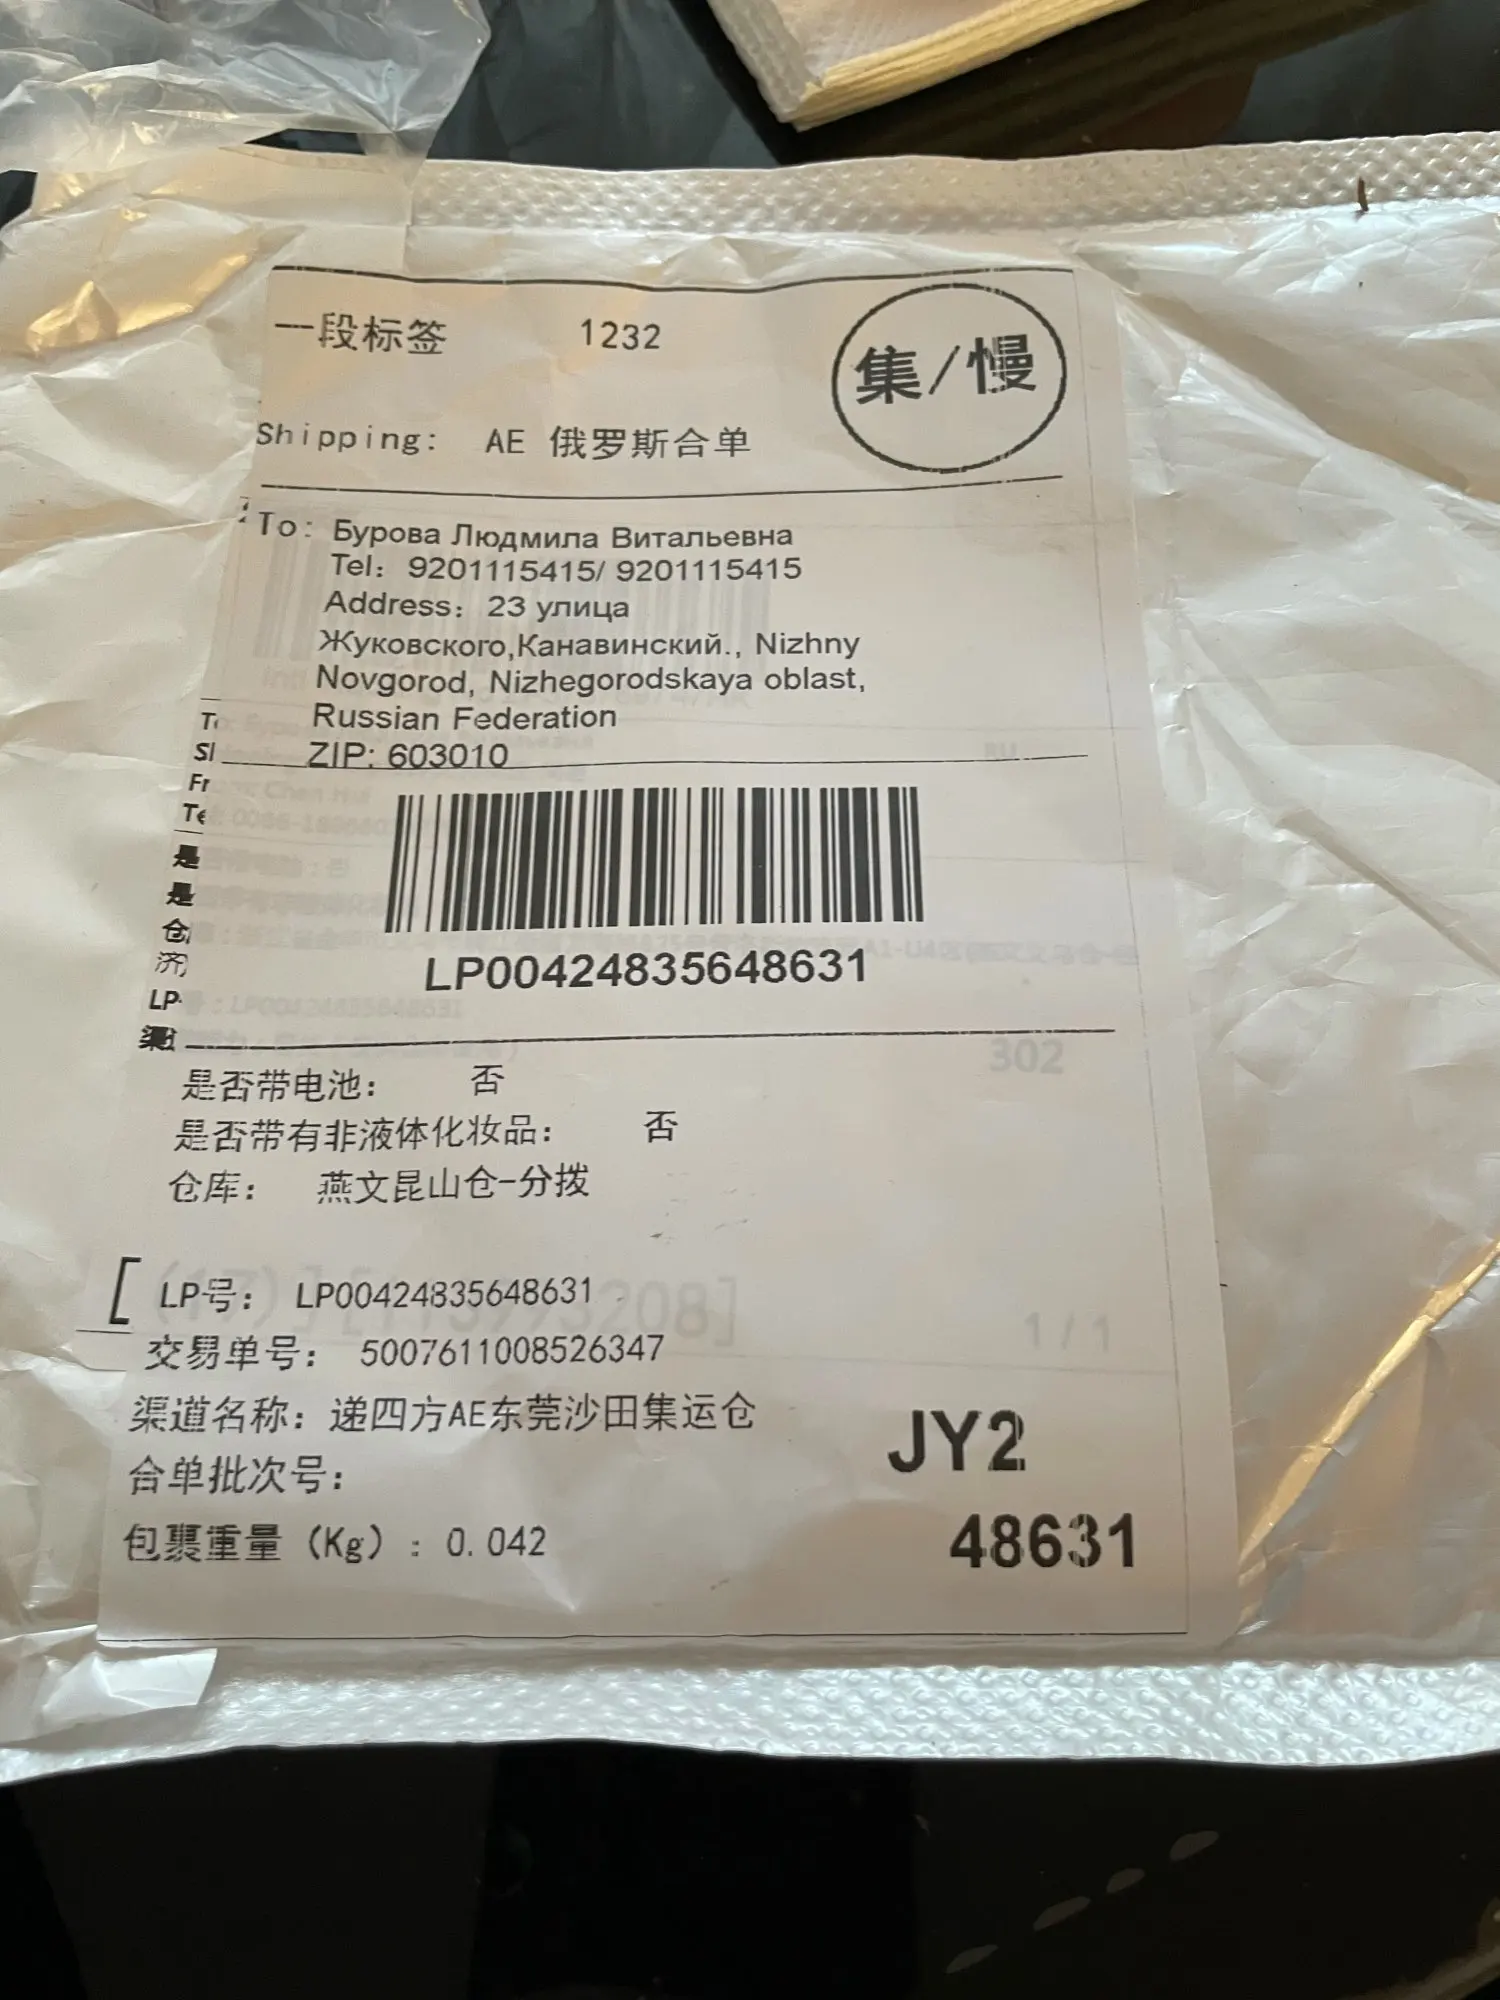 一段标签 1232
集/慢
Shipping: AE 俄罗斯合单
To: Бурова Людмила Витальевна
Tel: 9201115415/ 9201115415
Address: 23 улица
Жуковского,Канавинский., Nizhny
Novgorod, Nizhegorodskaya oblast,
Russian Federation
ZIP: 603010
LP00424835648631
是否带电池: 否
是否带有非液体化妆品: 否
仓库: 燕文昆山仓-分拨
LP号: LP00424835648631
交易单号: 5007611008526347
渠道名称: 递四方AE东莞沙田集运仓
合单批次号:
包裹重量（Kg）: 0.042
JY2
48631
302
1/1